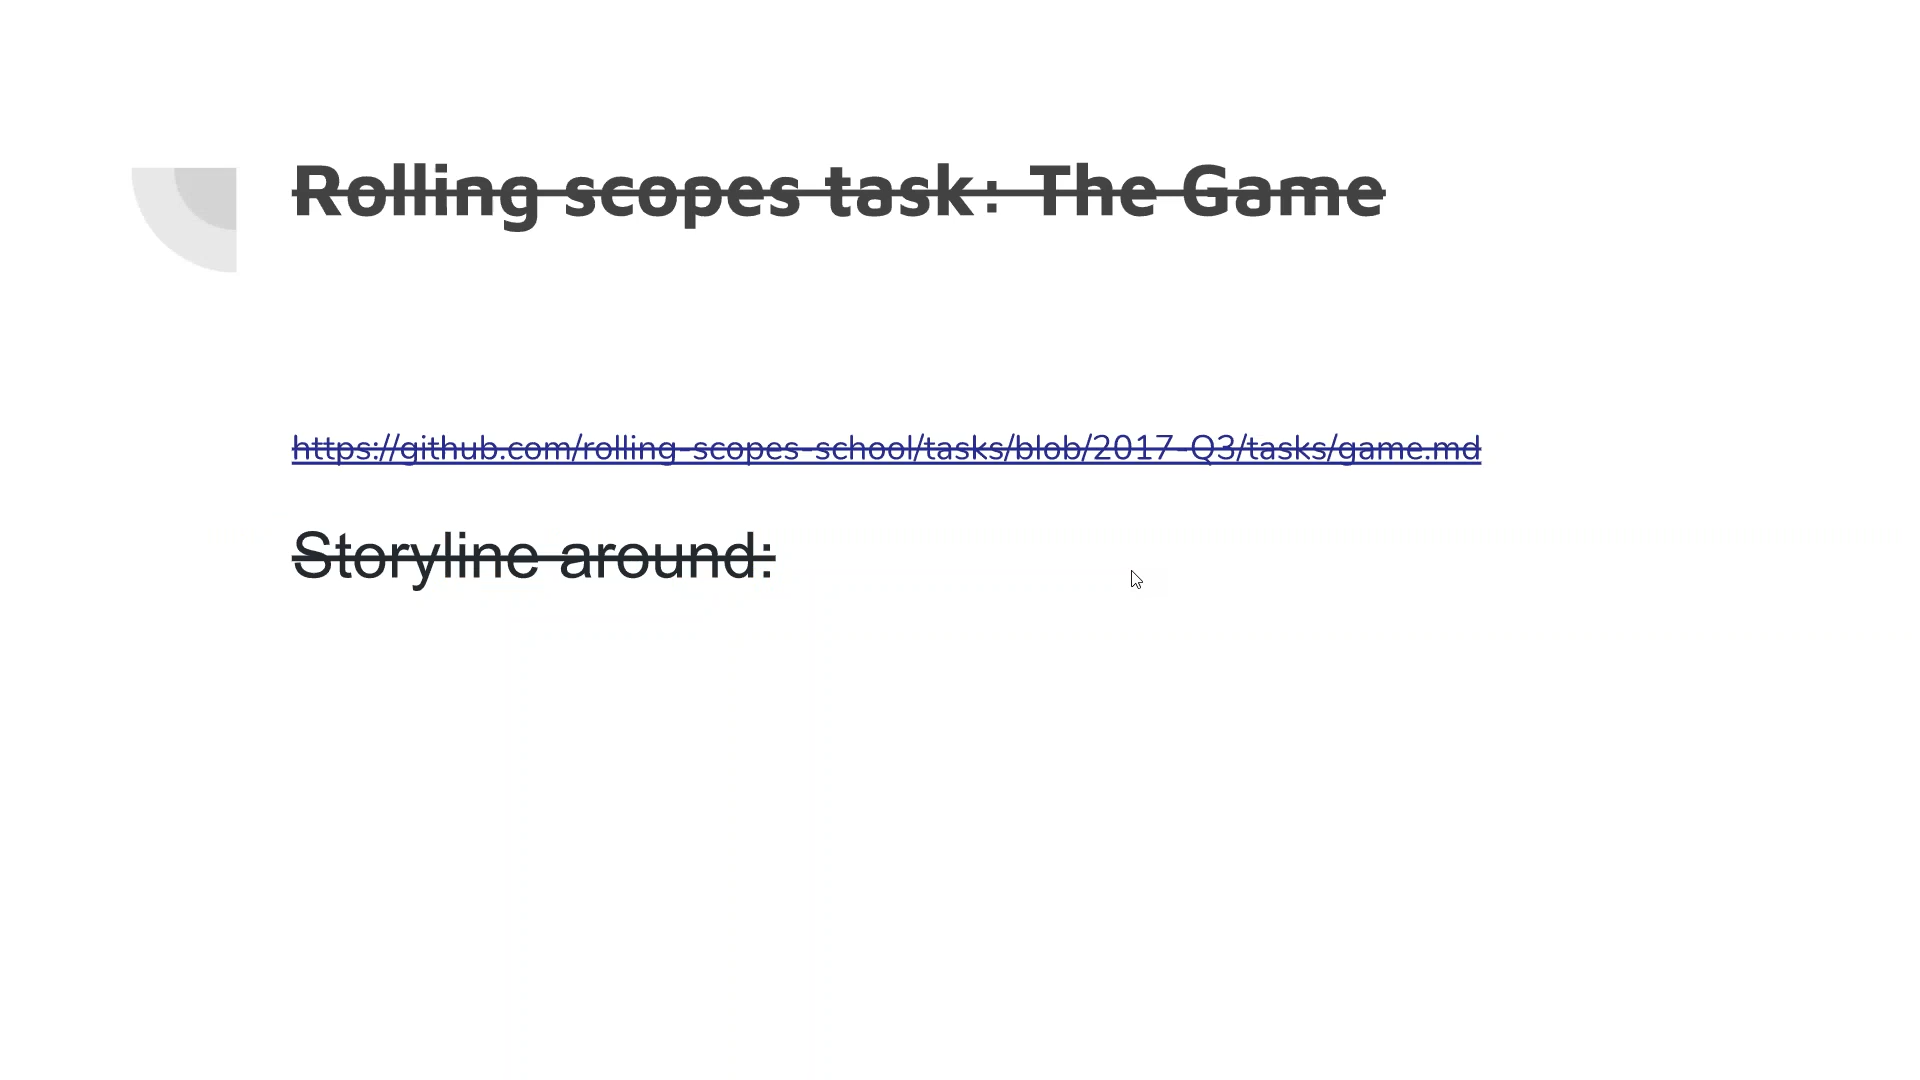 Rolling scopes task: The Game
https://github.com/rolling-scopes-school/tasks/blob/2017-Q3/tasks/game.md
Storyline around: